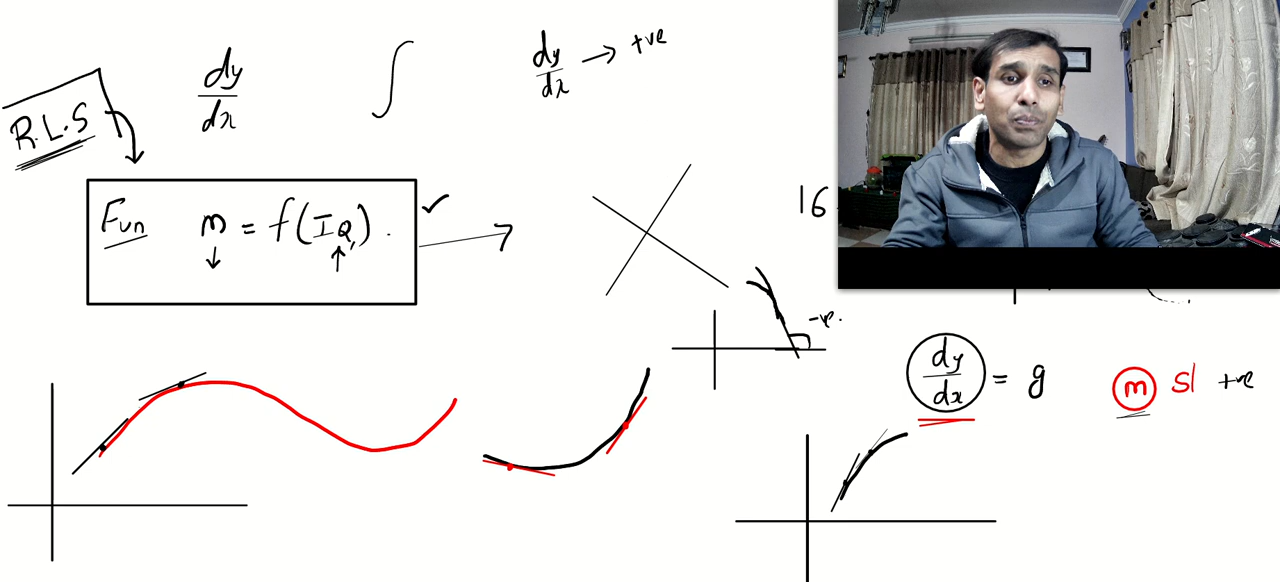 dy/dx ∫ dy/dx → +ve
R.L.S
Fun m = f(IQ).
16
-ve.
dy/dx = g m sl +ve